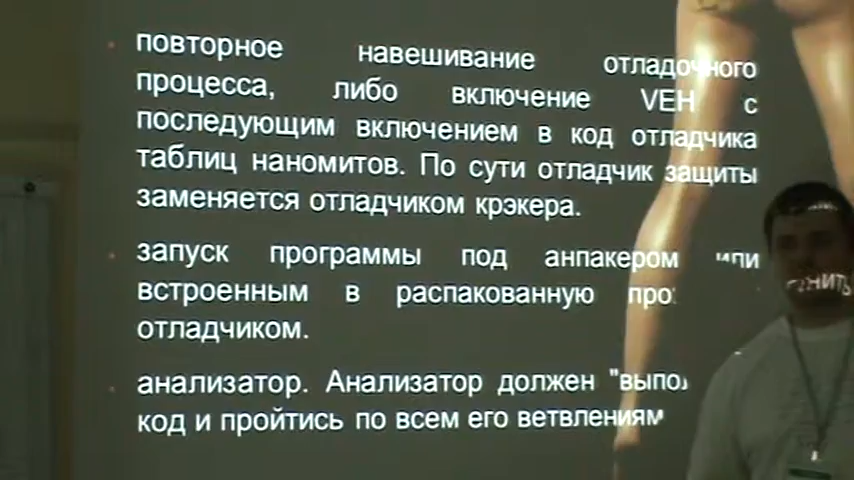 повторное навешивание отладочного
процесса, либо включение VEH с
последующим включением в код отладчика
таблиц наномитов. По сути отладчик защиты
заменяется отладчиком крэкера.
запуск программы под анпакером или
встроенным в распакованную
отладчиком.
анализатор. Анализатор должен
код и пройтись по всем его ветвлениям